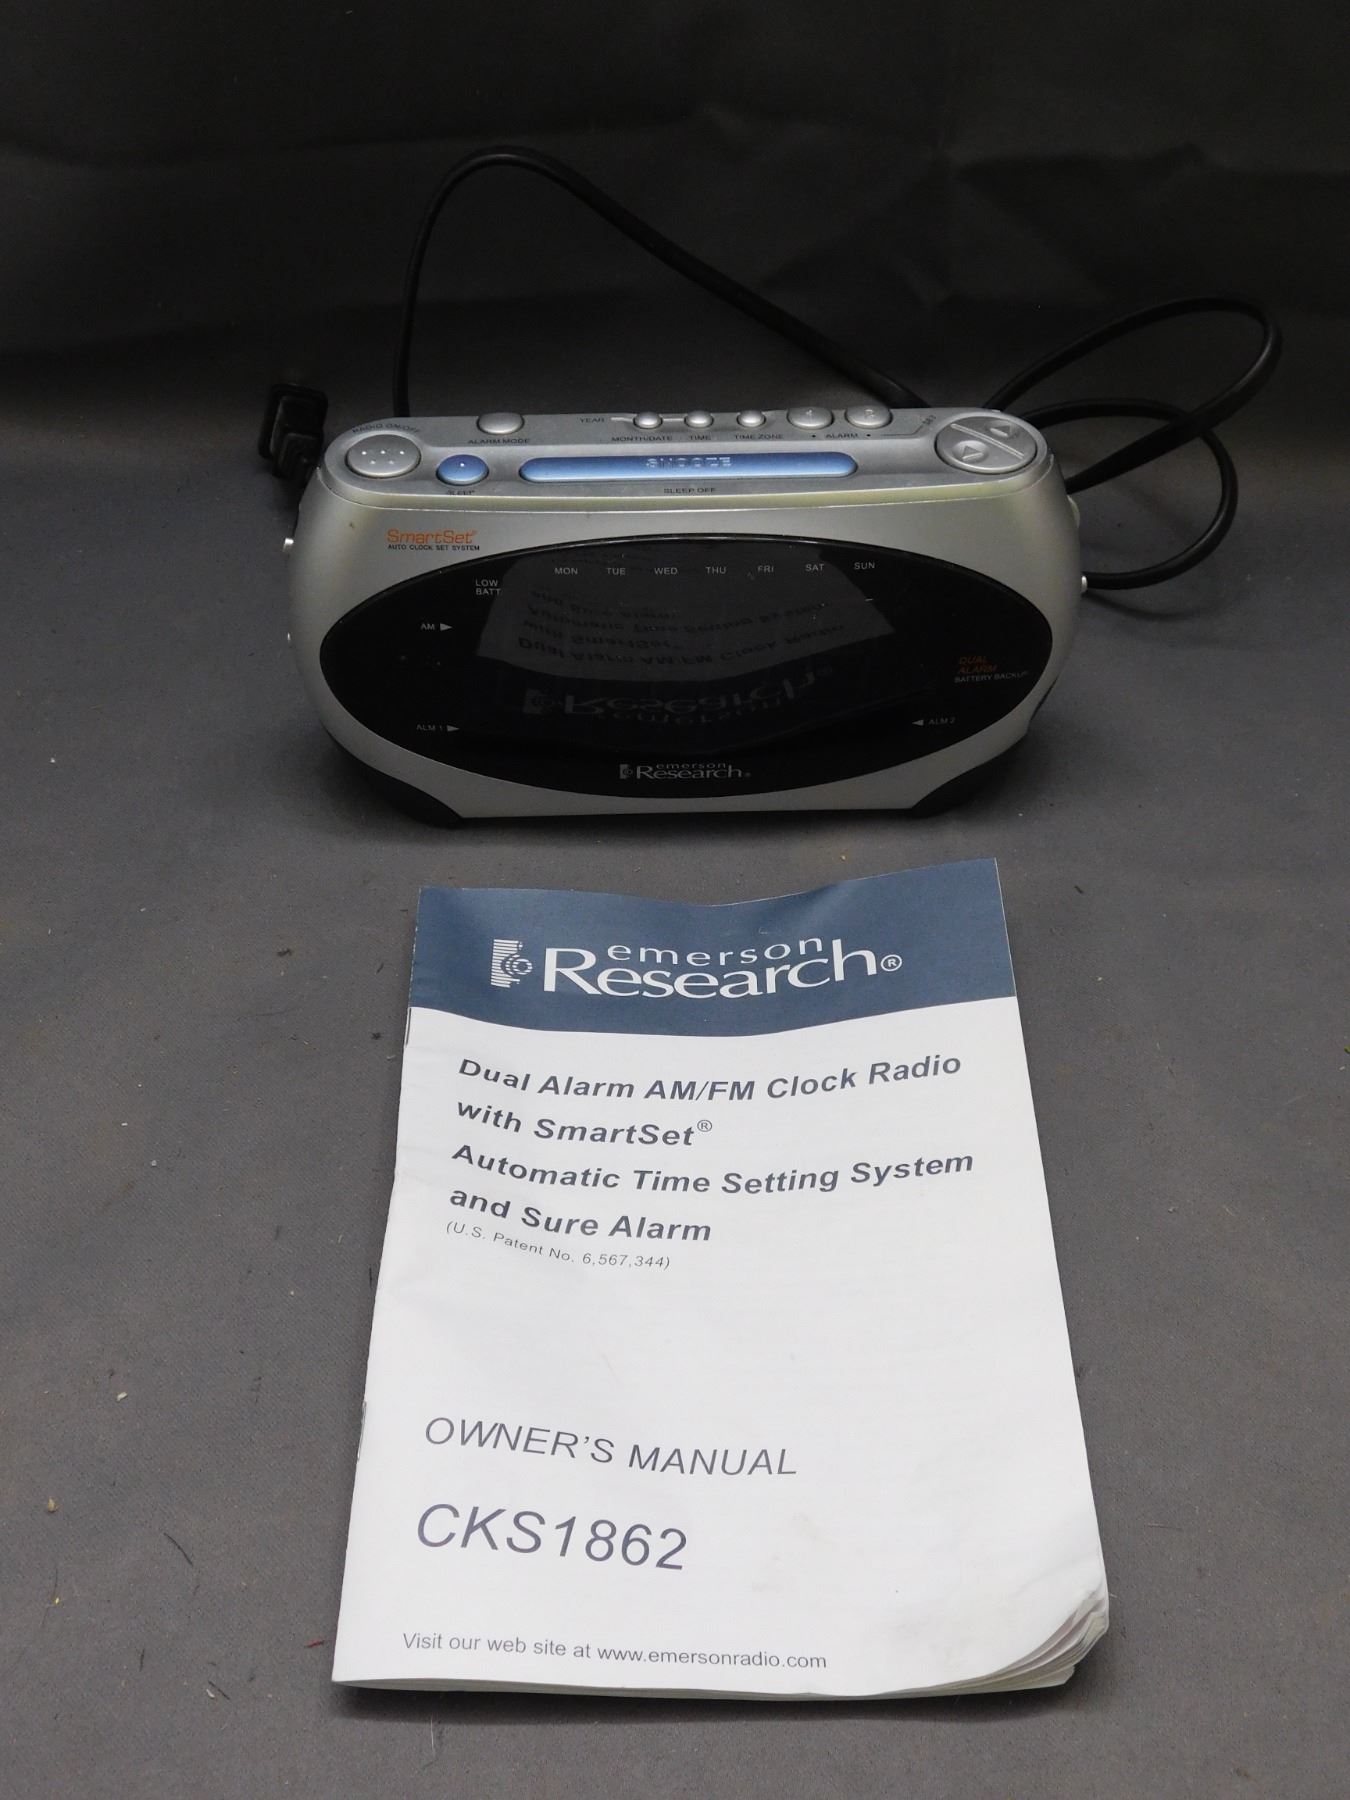 RADIO ON/OFF
ALARM MODE
YEAR
MONTH/DATE TIME TIME ZONE • ALARM • SET
SLEEP
SNOOZE
SLEEP OFF
SmartSet®
AUTO CLOCK SET SYSTEM
LOW
BATT
MON TUE WED THU FRI SAT SUN
AM ▶
DUAL
ALARM
BATTERY BACKUP
ALM 1 ▶
◀ ALM 2
emerson
Research®
emerson
Research®
Dual Alarm AM/FM Clock Radio
with SmartSet®
Automatic Time Setting System
and Sure Alarm
(U.S. Patent No. 6,567,344)
OWNER'S MANUAL
CKS1862
Visit our web site at www.emersonradio.com